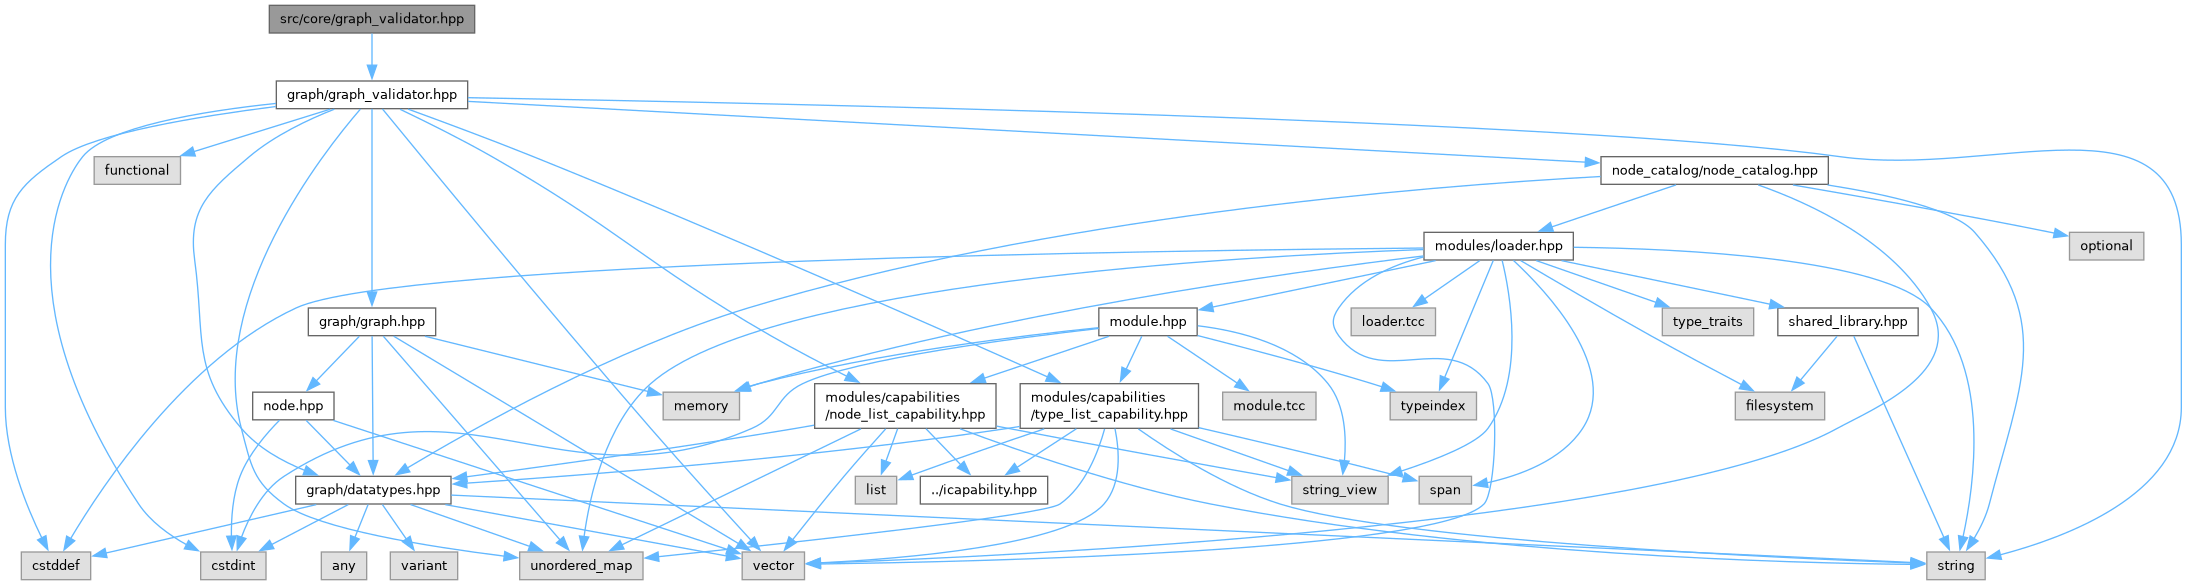 src/core/graph_validator.hpp
graph/graph_validator.hpp
functional
node_catalog/node_catalog.hpp
modules/loader.hpp
optional
graph/graph.hpp
module.hpp
loader.tcc
type_traits
shared_library.hpp
node.hpp
memory
modules/capabilities
/node_list_capability.hpp
modules/capabilities
/type_list_capability.hpp
module.tcc
typeindex
filesystem
graph/datatypes.hpp
list
../icapability.hpp
string_view
span
cstddef
cstdint
any
variant
unordered_map
vector
string